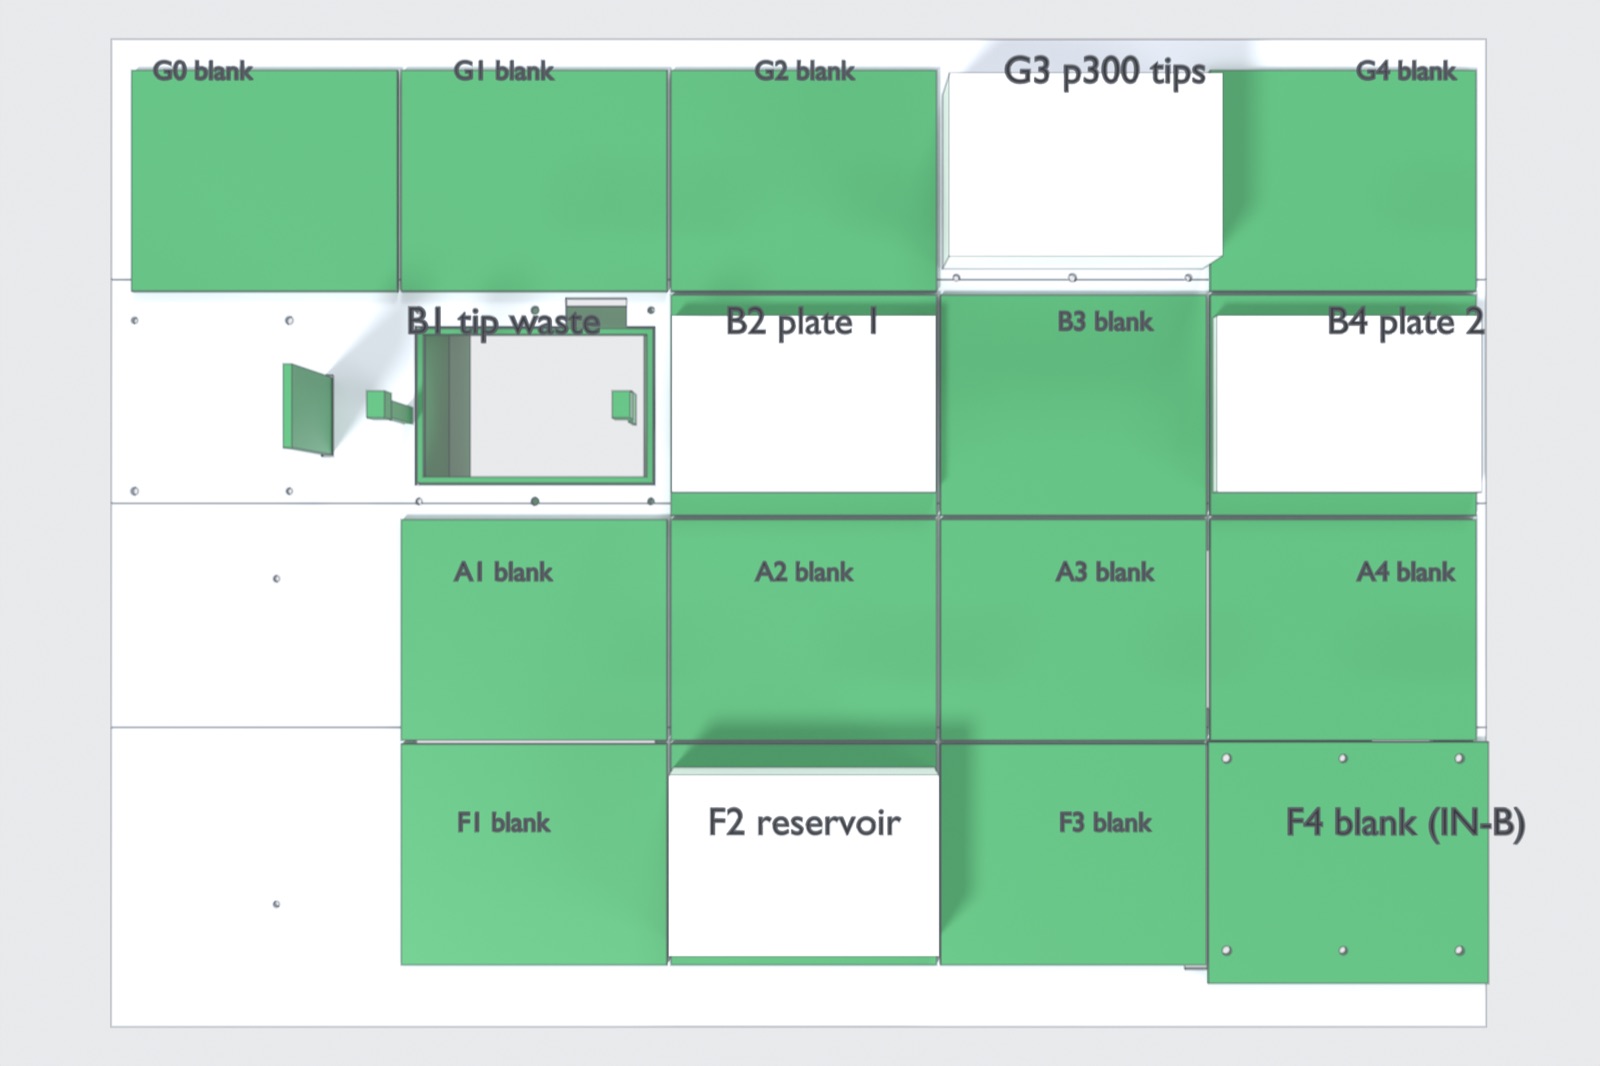 G0 blank
G1 blank
G2 blank
G3 p300 tips
G4 blank
B1 tip waste
B2 plate 1
B3 blank
B4 plate 2
A1 blank
A2 blank
A3 blank
A4 blank
F1 blank
F2 reservoir
F3 blank
F4 blank (IN-B)